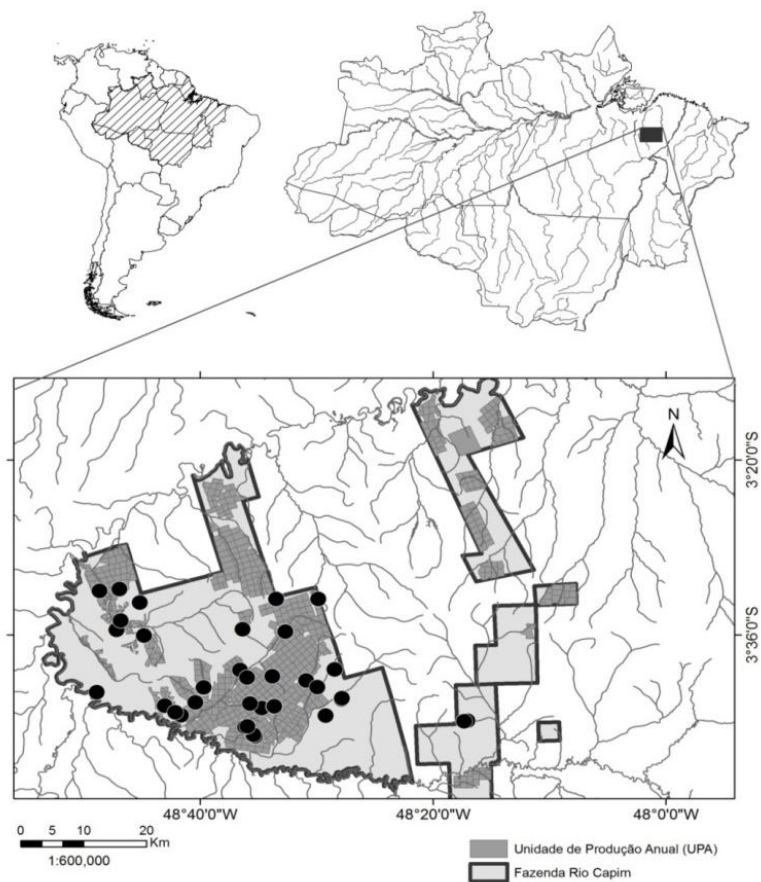 N
3°20'0"S
3°36'0"S
48°40'0"W
48°20'0"W
48°0'0"W
0 5 10 20
Km
1:600,000
Unidade de Produção Anual (UPA)
Fazenda Rio Capim